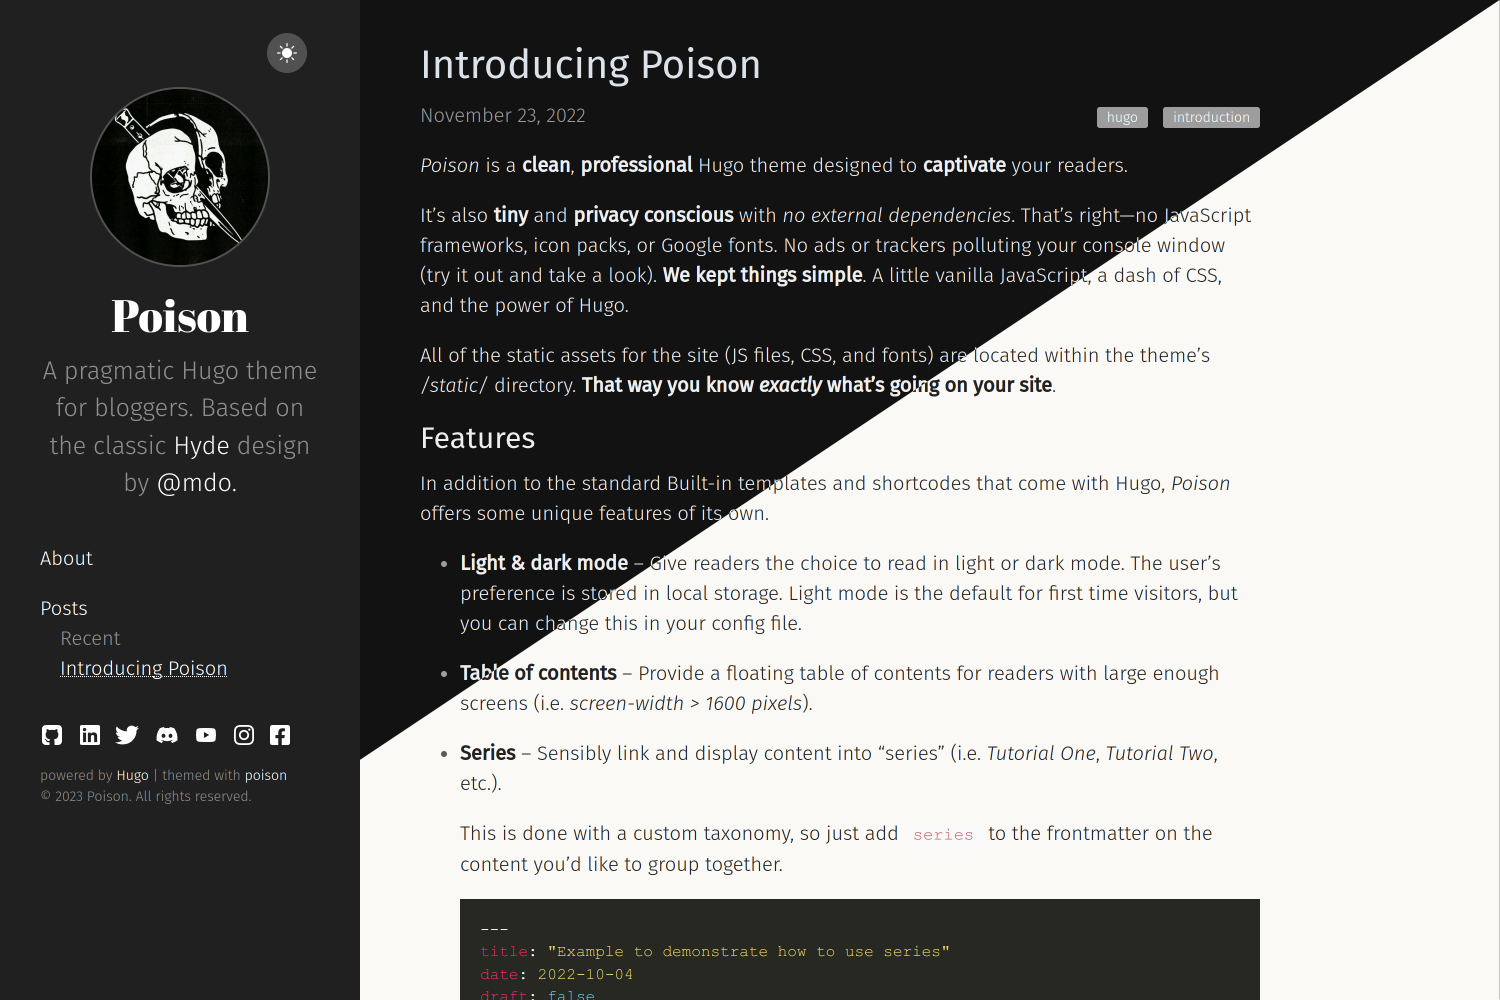 Poison
A pragmatic Hugo theme
for bloggers. Based on
the classic Hyde design
by @mdo.
About
Posts
Recent
Introducing Poison
powered by Hugo | themed with poison
© 2023 Poison. All rights reserved.
Introducing Poison
November 23, 2022
hugo introduction
Poison is a clean, professional Hugo theme designed to captivate your readers.
It’s also tiny and privacy conscious with no external dependencies. That’s right—no JavaScript
frameworks, icon packs, or Google fonts. No ads or trackers polluting your console window
(try it out and take a look). We kept things simple. A little vanilla JavaScript, a dash of CSS,
and the power of Hugo.
All of the static assets for the site (JS files, CSS, and fonts) are located within the theme’s
/static/ directory. That way you know exactly what’s going on your site.
Features
In addition to the standard Built-in templates and shortcodes that come with Hugo, Poison
offers some unique features of its own.
• Light & dark mode – Give readers the choice to read in light or dark mode. The user’s
preference is stored in local storage. Light mode is the default for first time visitors, but
you can change this in your config file.
• Table of contents – Provide a floating table of contents for readers with large enough
screens (i.e. screen-width > 1600 pixels).
• Series – Sensibly link and display content into “series” (i.e. Tutorial One, Tutorial Two,
etc.).
This is done with a custom taxonomy, so just add series to the frontmatter on the
content you’d like to group together.
---
title: "Example to demonstrate how to use series"
date: 2022-10-04
draft: false